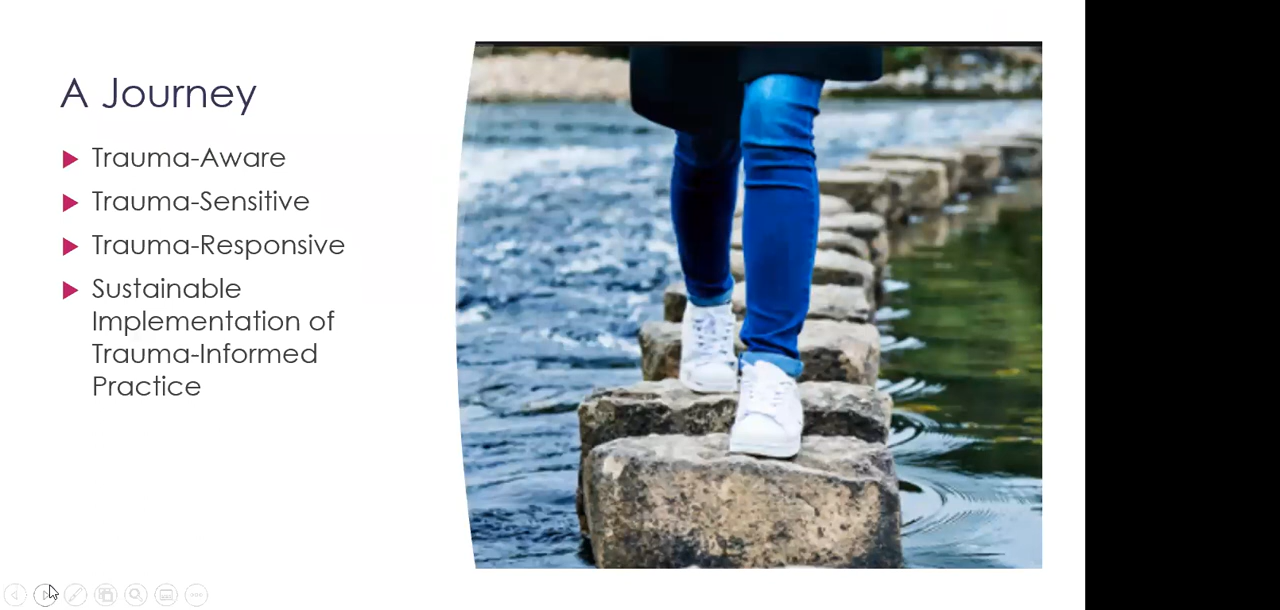 A Journey
Trauma-Aware
Trauma-Sensitive
Trauma-Responsive
Sustainable
Implementation of
Trauma-Informed
Practice